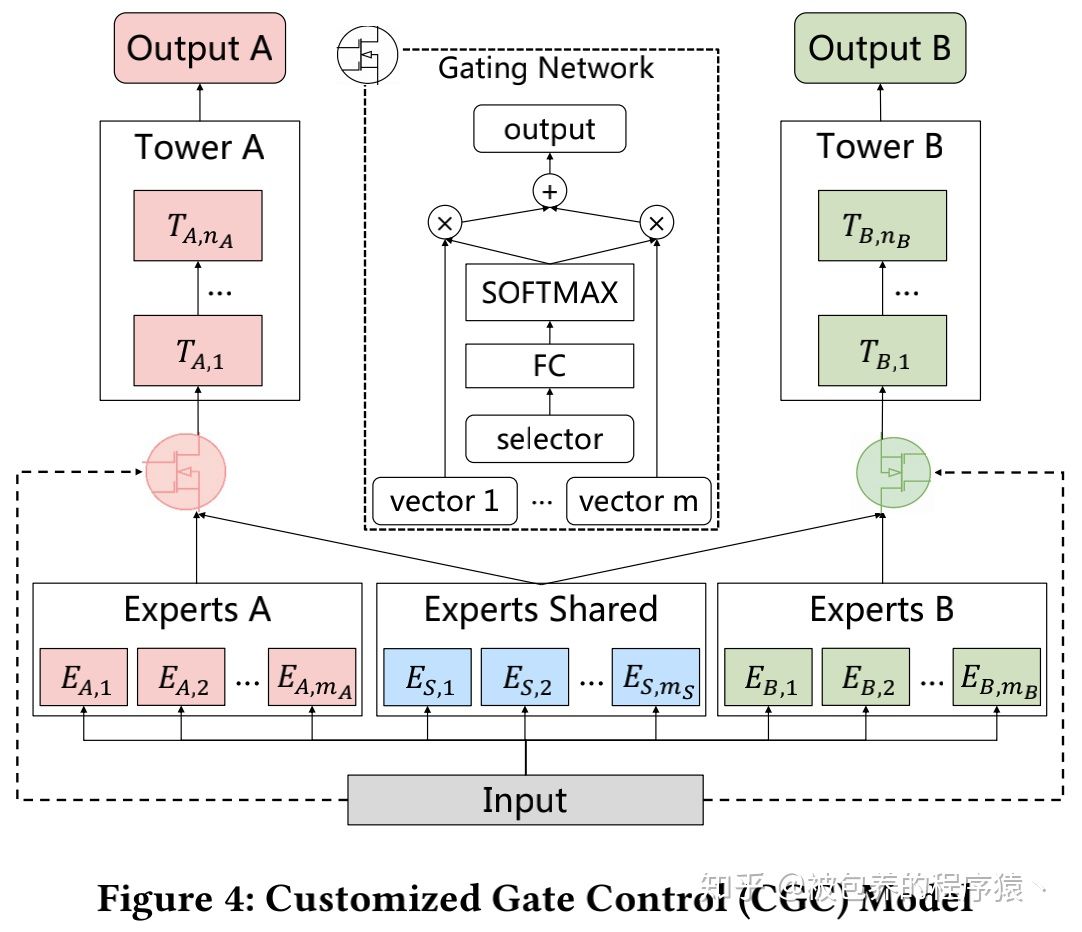 Output A
Gating Network
Output B
output
Tower A
Tower B
+
× ×
T_{A,n_A}
T_{B,n_B}
SOFTMAX
...
...
FC
T_{A,1}
T_{B,1}
selector
vector 1 ... vector m
Experts A
Experts Shared
Experts B
E_{A,1} E_{A,2} ... E_{A,m_A}
E_{S,1} E_{S,2} ... E_{S,m_S}
E_{B,1} E_{B,2} ... E_{B,m_B}
Input
知乎 @被包养的程序猿
Figure 4: Customized Gate Control (CGC) Model